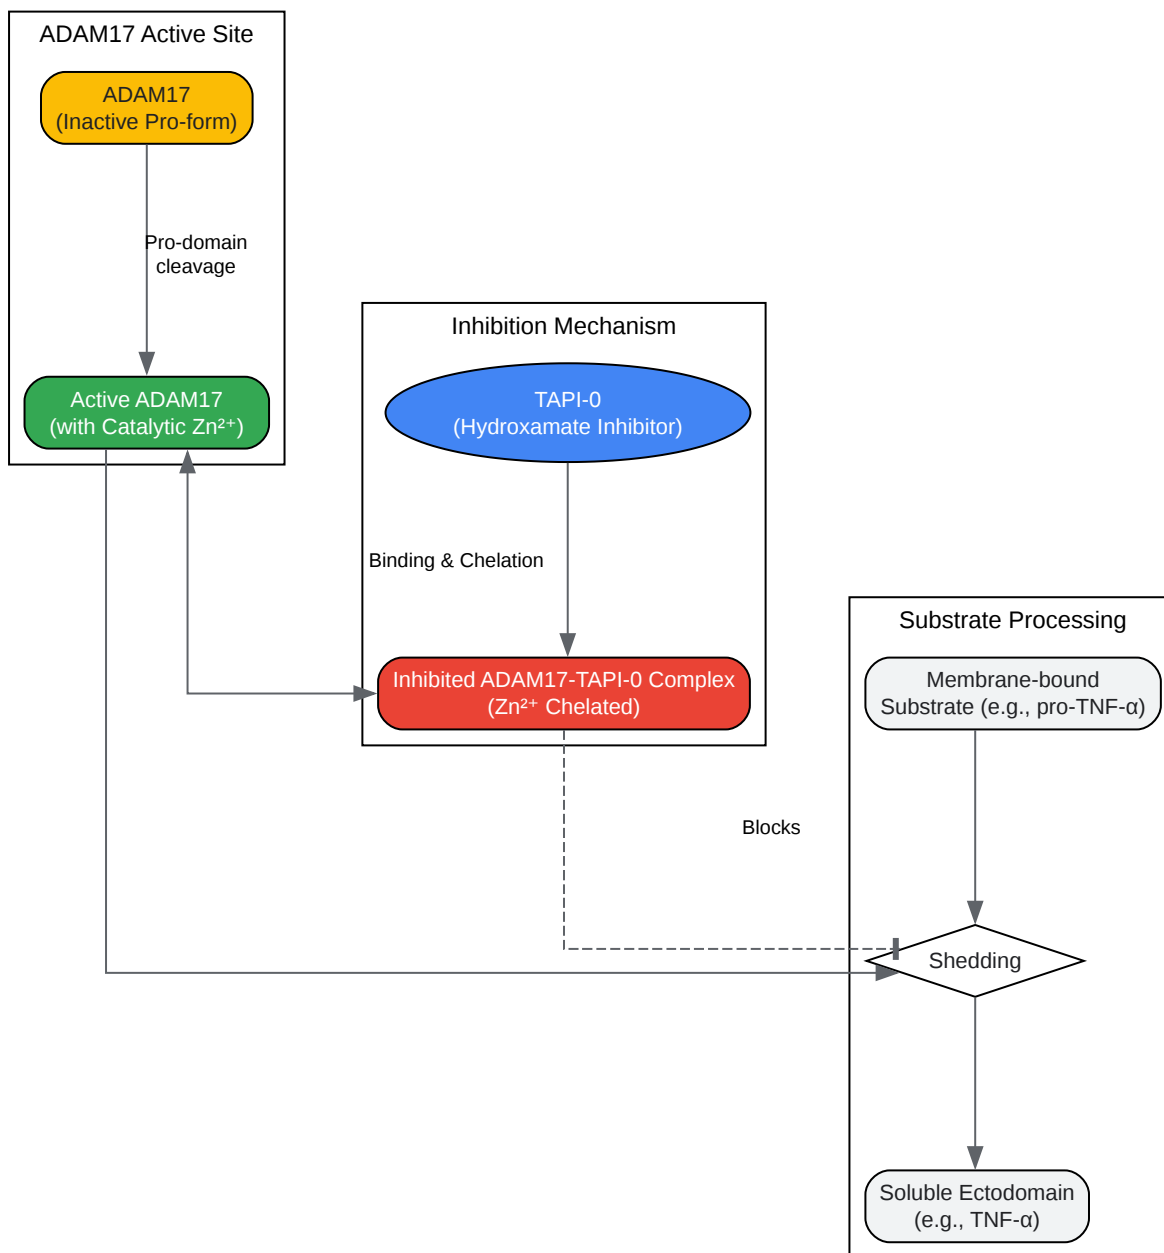 ADAM17 Active Site
ADAM17
(Inactive Pro-form)
Pro-domain
cleavage
Active ADAM17
(with Catalytic Zn²⁺)
Inhibition Mechanism
TAPI-0
(Hydroxamate Inhibitor)
Binding & Chelation
Inhibited ADAM17-TAPI-0 Complex
(Zn²⁺ Chelated)
Blocks
Substrate Processing
Membrane-bound
Substrate (e.g., pro-TNF-α)
Shedding
Soluble Ectodomain
(e.g., TNF-α)